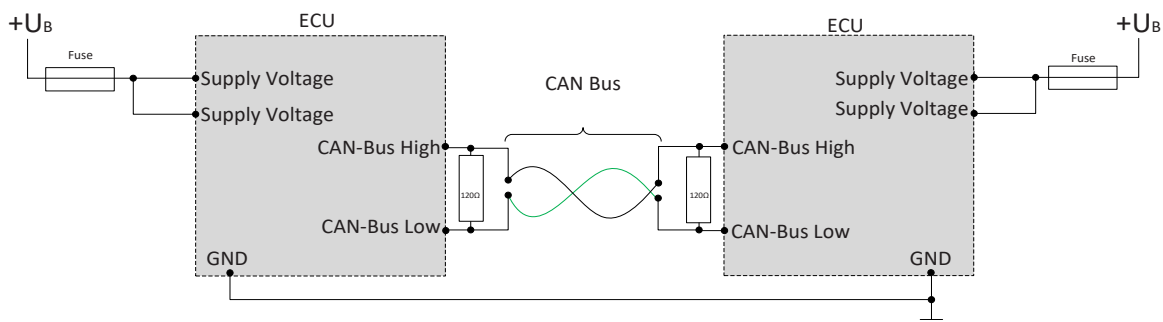 ECU
ECU
+UB
+UB
Fuse
Fuse
Supply Voltage
Supply Voltage
Supply Voltage
Supply Voltage
CAN Bus
CAN-Bus High
CAN-Bus High
120Ω
120Ω
CAN-Bus Low
CAN-Bus Low
GND
GND